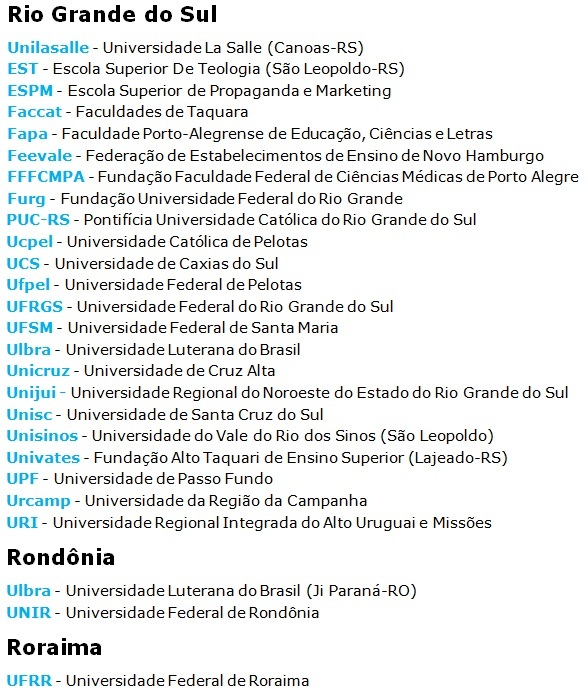 Rio Grande do Sul
Unilasalle - Universidade La Salle (Canoas-RS)
EST - Escola Superior De Teologia (São Leopoldo-RS)
ESPM - Escola Superior de Propaganda e Marketing
Faccat - Faculdades de Taquara
Fapa - Faculdade Porto-Alegrense de Educação, Ciências e Letras
Feevale - Federação de Estabelecimentos de Ensino de Novo Hamburgo
FFFCMPA - Fundação Faculdade Federal de Ciências Médicas de Porto Alegre
Furg - Fundação Universidade Federal do Rio Grande
PUC-RS - Pontifícia Universidade Católica do Rio Grande do Sul
Ucpel - Universidade Católica de Pelotas
UCS - Universidade de Caxias do Sul
Ufpel - Universidade Federal de Pelotas
UFRGS - Universidade Federal do Rio Grande do Sul
UFSM - Universidade Federal de Santa Maria
Ulbra - Universidade Luterana do Brasil
Unicruz - Universidade de Cruz Alta
Unijui - Universidade Regional do Noroeste do Estado do Rio Grande do Sul
Unisc - Universidade de Santa Cruz do Sul
Unisinos - Universidade do Vale do Rio dos Sinos (São Leopoldo)
Univates - Fundação Alto Taquari de Ensino Superior (Lajeado-RS)
UPF - Universidade de Passo Fundo
Urcamp - Universidade da Região da Campanha
URI - Universidade Regional Integrada do Alto Uruguai e Missões
Rondônia
Ulbra - Universidade Luterana do Brasil (Ji Paraná-RO)
UNIR - Universidade Federal de Rondônia
Roraima
UFRR - Universidade Federal de Roraima